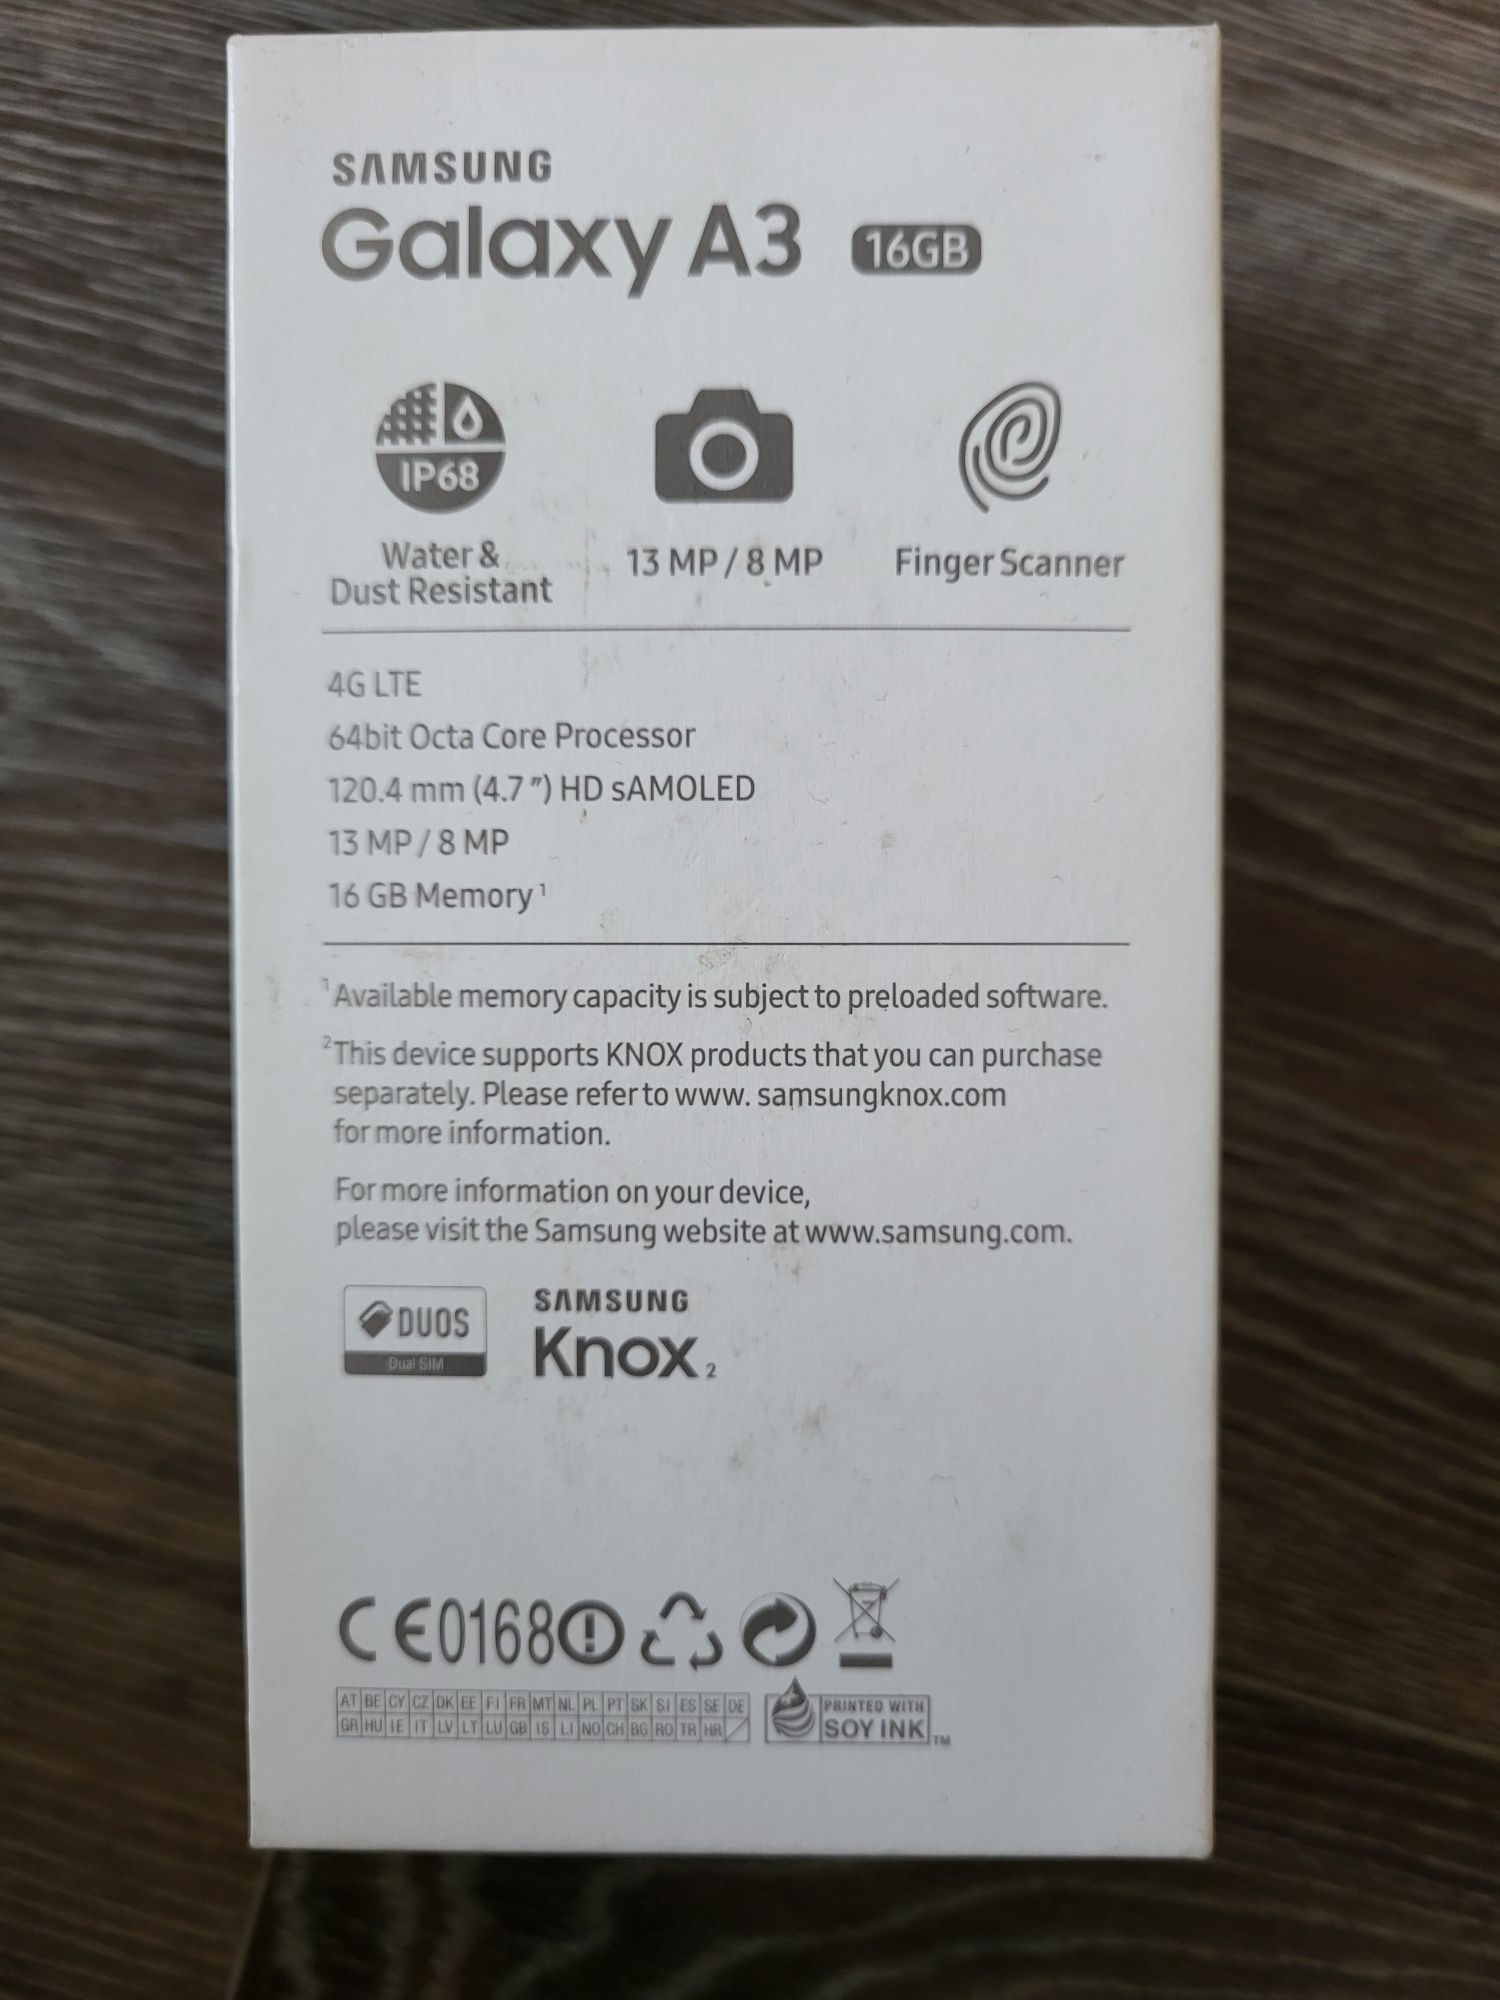 SAMSUNG
Galaxy A3 16GB
IP68
Water &
Dust Resistant
13 MP / 8 MP
Finger Scanner
4G LTE
64bit Octa Core Processor
120.4 mm (4.7 ″) HD sAMOLED
13 MP / 8 MP
16 GB Memory ¹
¹ Available memory capacity is subject to preloaded software.
² This device supports KNOX products that you can purchase
separately. Please refer to www. samsungknox.com
for more information.
For more information on your device,
please visit the Samsung website at www.samsung.com.
DUOS
Dual SIM
SAMSUNG
Knox 2
CE0168
AT BE CY CZ DK EE FI FR MT NL PL PT SK SI ES SE DE
GR HU IE IT LV LT LU GB IS LI NO CH BG RO TR HR
PRINTED WITH
SOY INK TM